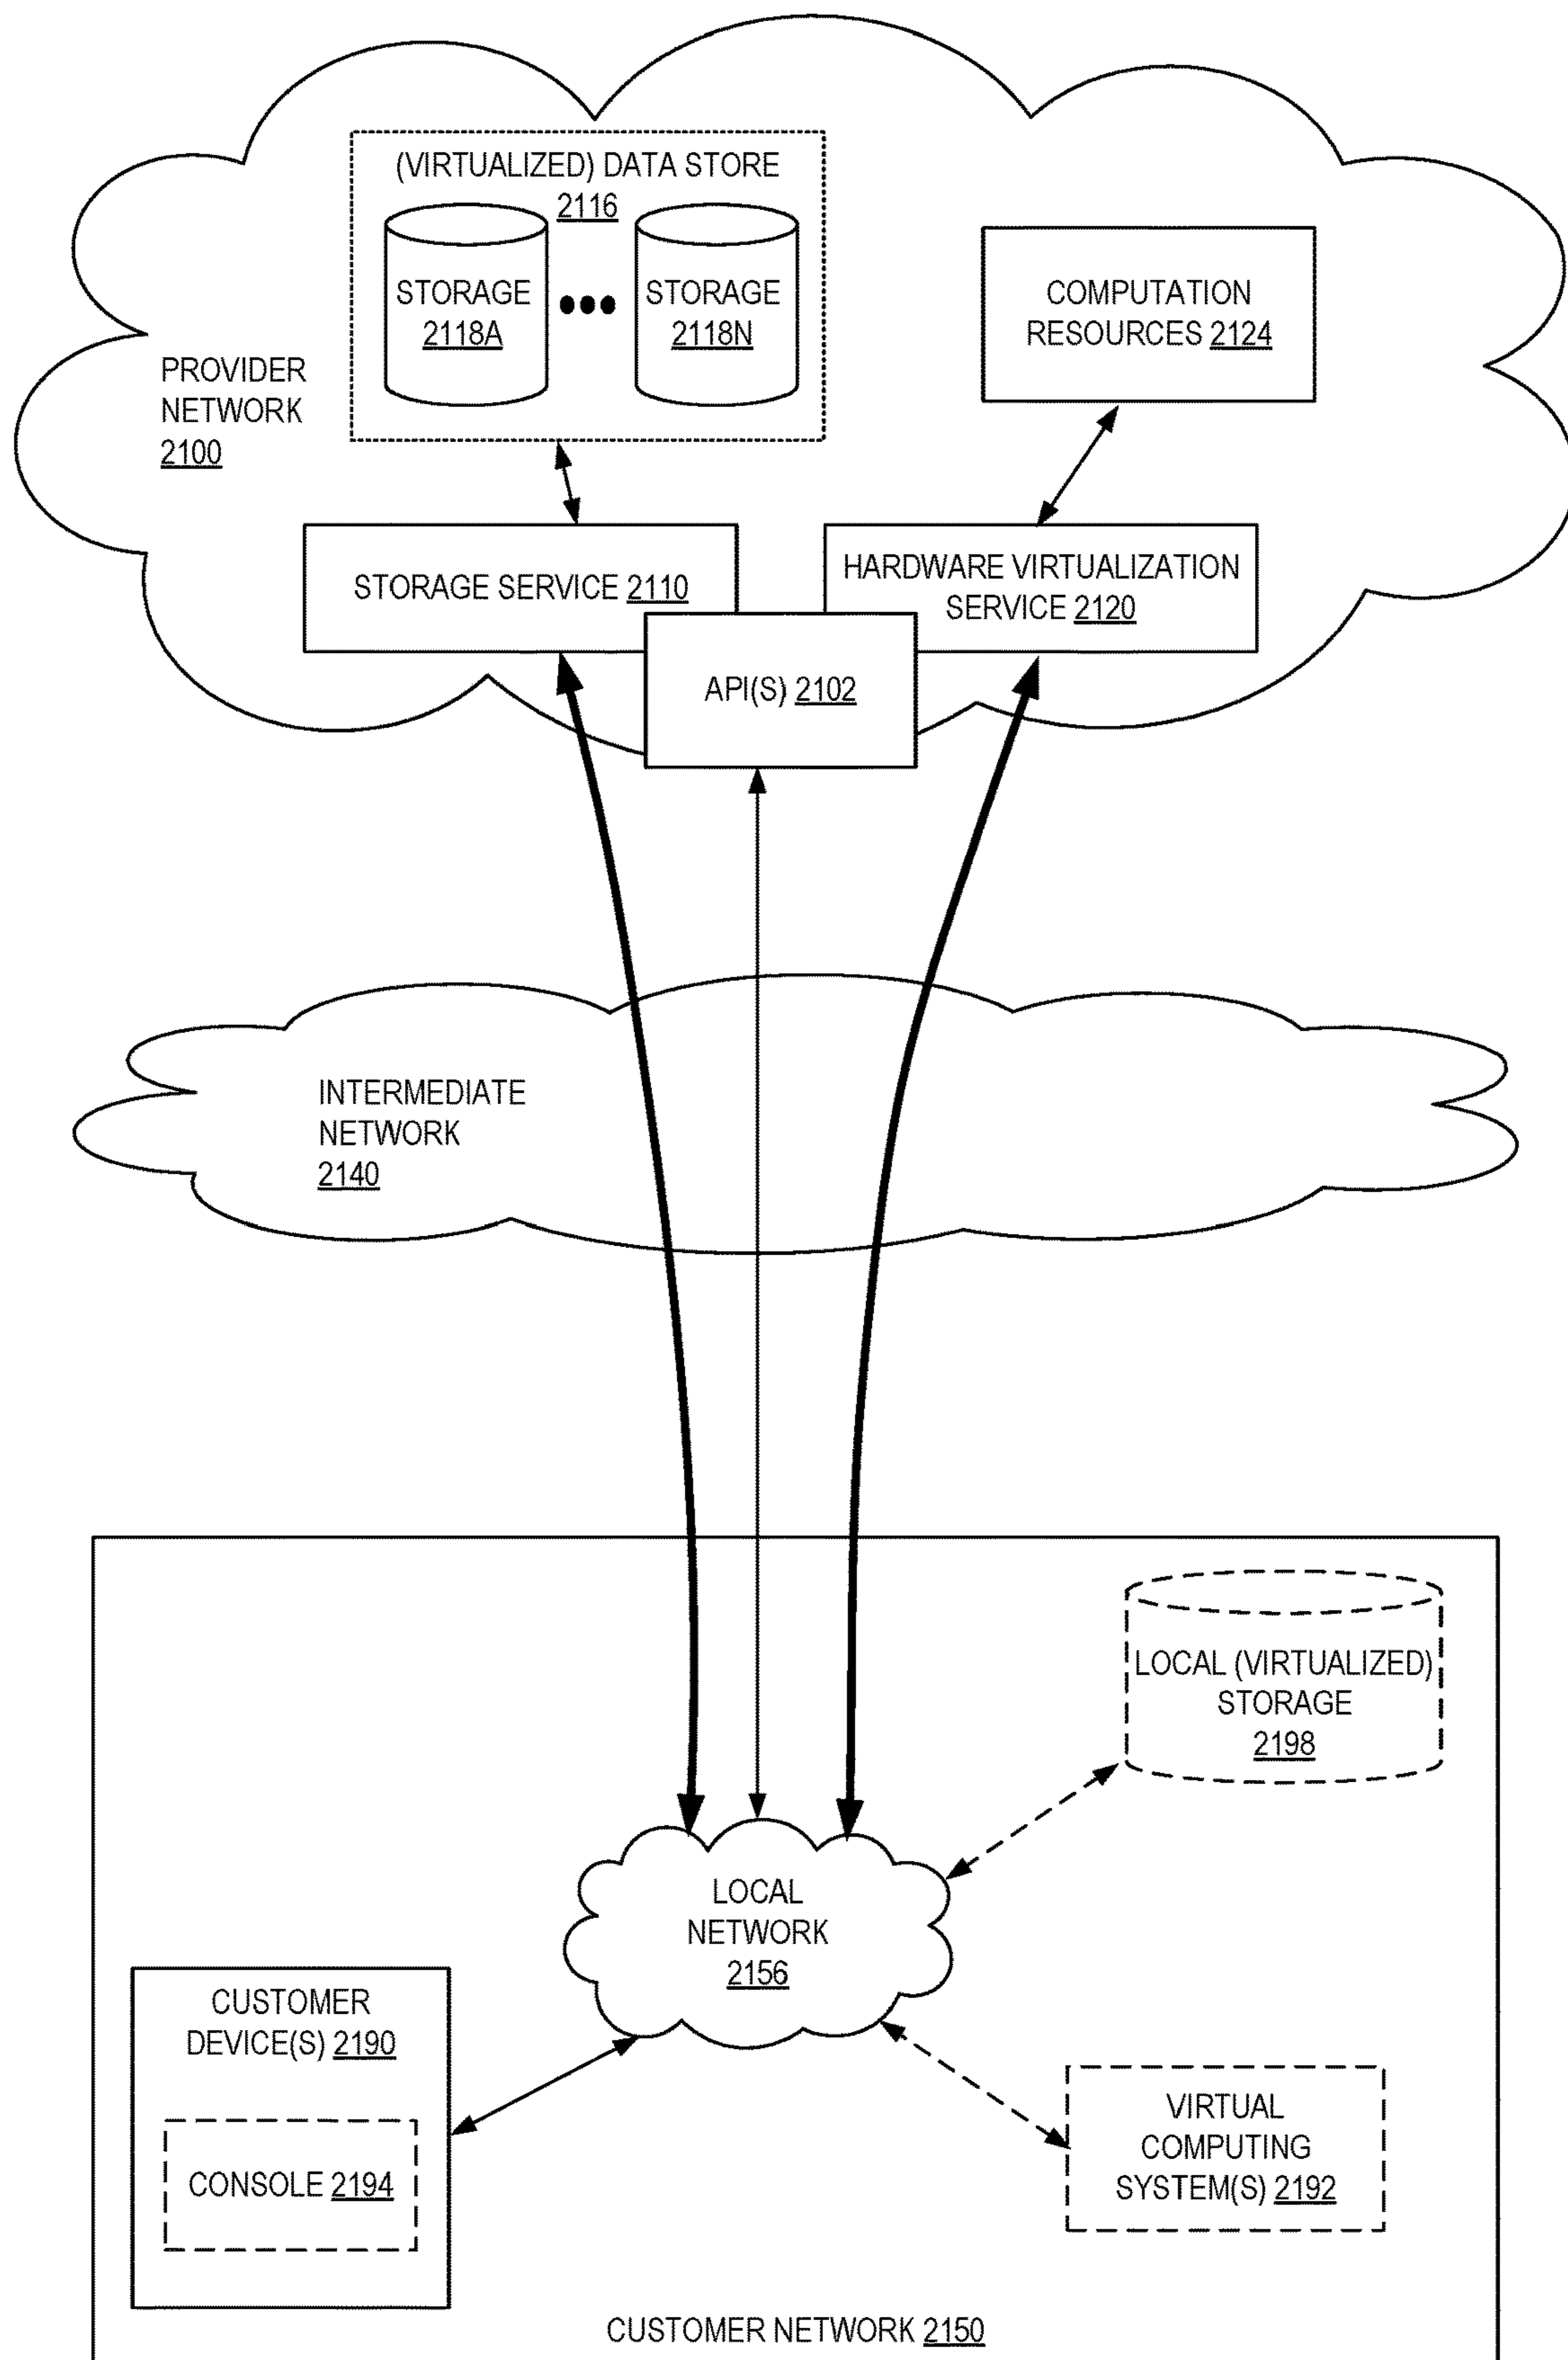 (VIRTUALIZED) DATA STORE
2116
STORAGE
2118A
STORAGE
2118N
COMPUTATION
RESOURCES 2124
PROVIDER
NETWORK
2100
STORAGE SERVICE 2110
HARDWARE VIRTUALIZATION
SERVICE 2120
API(S) 2102
INTERMEDIATE
NETWORK
2140
LOCAL (VIRTUALIZED)
STORAGE
2198
LOCAL
NETWORK
2156
CUSTOMER
DEVICE(S) 2190
CONSOLE 2194
VIRTUAL
COMPUTING
SYSTEM(S) 2192
CUSTOMER NETWORK 2150